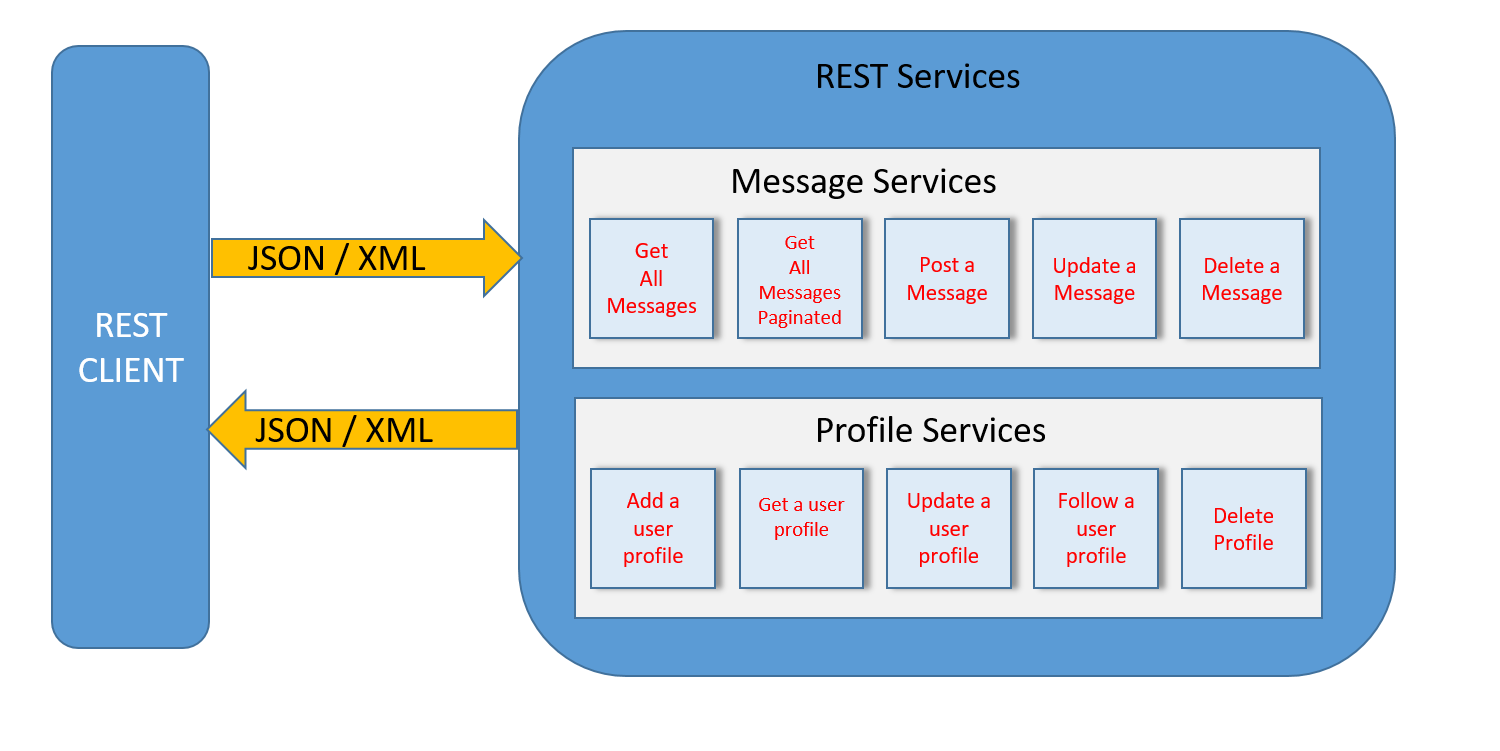 REST
CLIENT
JSON / XML
JSON / XML
REST Services
Message Services
Get
All
Messages
Get
All
Messages
Paginated
Post a
Message
Update a
Message
Delete a
Message
Profile Services
Add a
user
profile
Get a user
profile
Update a
user
profile
Follow a
user
profile
Delete
Profile